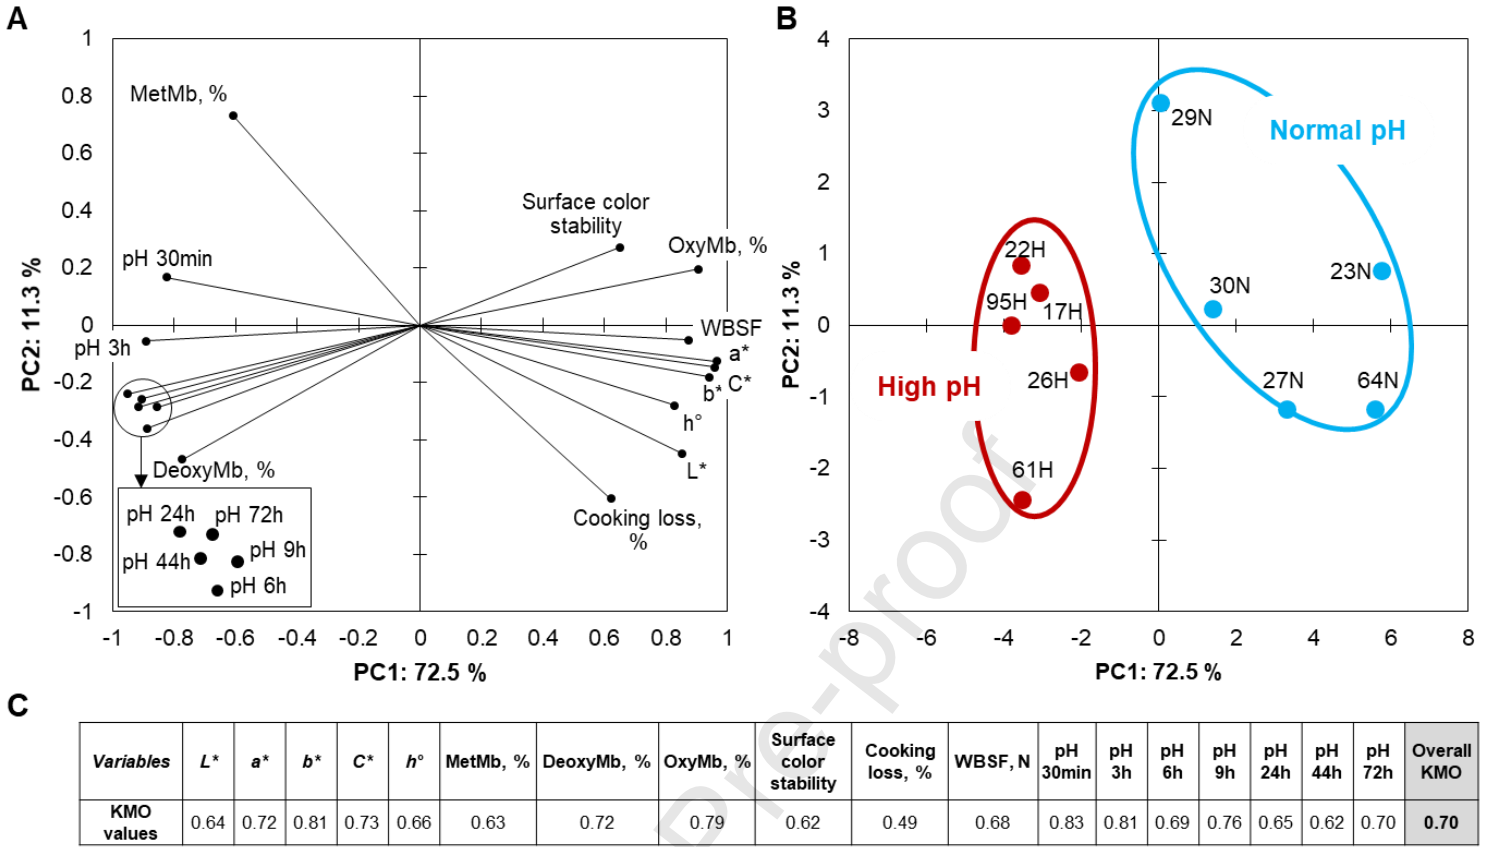 A
B
1
0.8
0.6
0.4
0.2
0
-0.2
-0.4
-0.6
-0.8
-1
PC2: 11.3 %
MetMb, %
pH 30min
pH 3h
Surface color
stability
OxyMb, %
WBSF
a*
C*
b*
h°
L*
Cooking loss,
%
DeoxyMb, %
pH 24h
pH 72h
pH 44h
pH 9h
pH 6h
-1
-0.8
-0.6
-0.4
-0.2
0
0.2
0.4
0.6
0.8
1
PC1: 72.5 %
4
3
2
1
0
-1
-2
-3
-4
PC2: 11.3 %
29N
Normal pH
22H
95H
17H
30N
23N
High pH
26H
27N
64N
61H
-8
-6
-4
-2
0
2
4
6
8
PC1: 72.5 %
Pre-proof
C
Variables L* a* b* C* h° MetMb, % DeoxyMb, % OxyMb, % Surface color stability Cooking loss, % WBSF, N pH 30min pH 3h pH 6h pH 9h pH 24h pH 44h pH 72h Overall KMO
KMO values 0.64 0.72 0.81 0.73 0.66 0.63 0.72 0.79 0.62 0.49 0.68 0.83 0.81 0.69 0.76 0.65 0.62 0.70 0.70